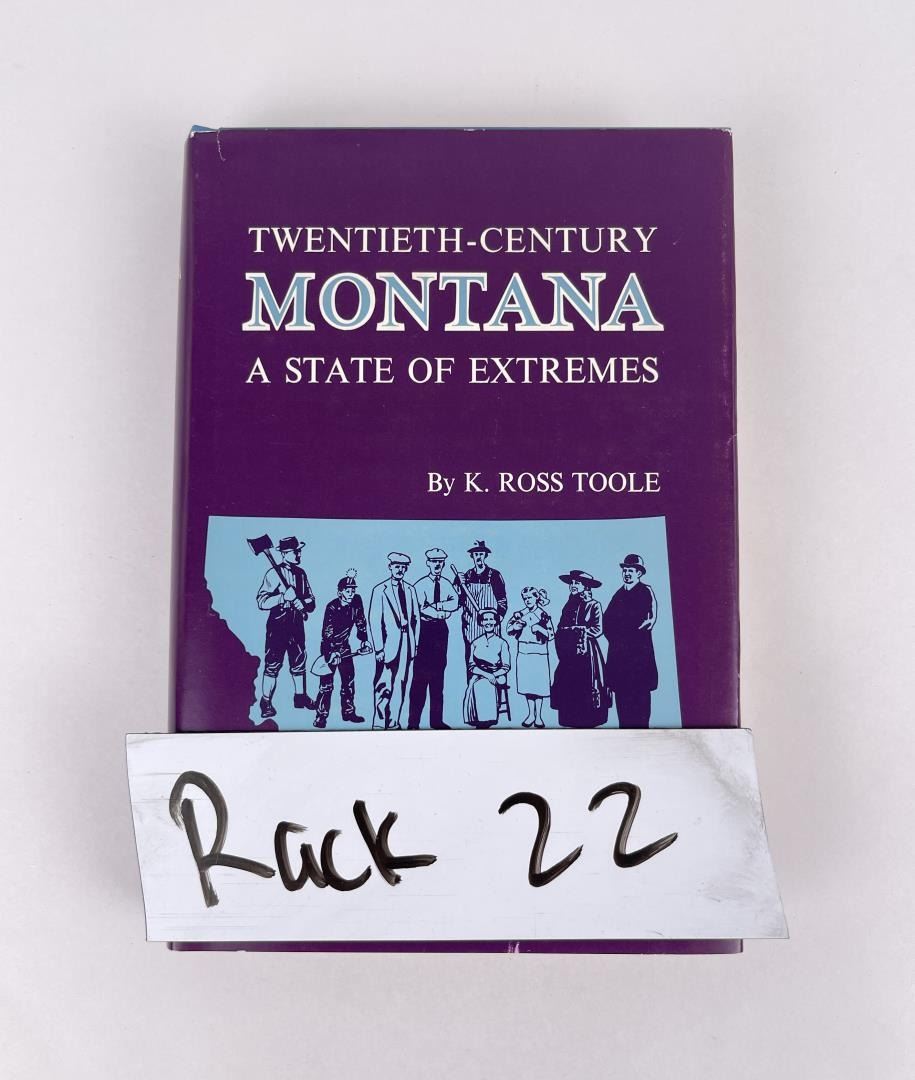 TWENTIETH-CENTURY
MONTANA
A STATE OF EXTREMES
By K. ROSS TOOLE
Rack 22